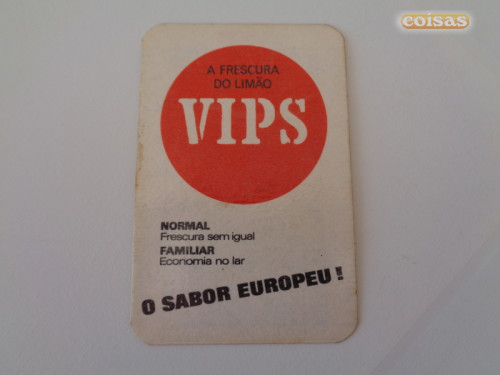 coisas
A FRESCURA
DO LIMÃO
VIPS
NORMAL
Frescura sem igual
FAMILIAR
Economia no lar
O SABOR EUROPEU !